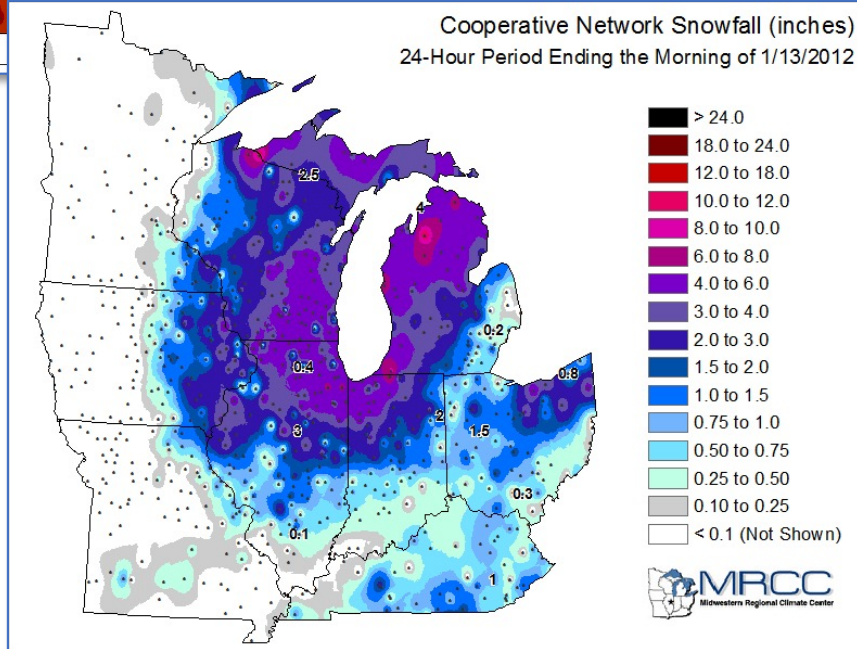 Cooperative Network Snowfall (inches)
24-Hour Period Ending the Morning of 1/13/2012
> 24.0
18.0 to 24.0
12.0 to 18.0
10.0 to 12.0
8.0 to 10.0
6.0 to 8.0
4.0 to 6.0
3.0 to 4.0
2.0 to 3.0
1.5 to 2.0
1.0 to 1.5
0.75 to 1.0
0.50 to 0.75
0.25 to 0.50
0.10 to 0.25
< 0.1 (Not Shown)
2.5
4
0.2
0.4
0.8
2
3
1.5
0.3
0.1
1
MRCC
Midwestern Regional Climate Center